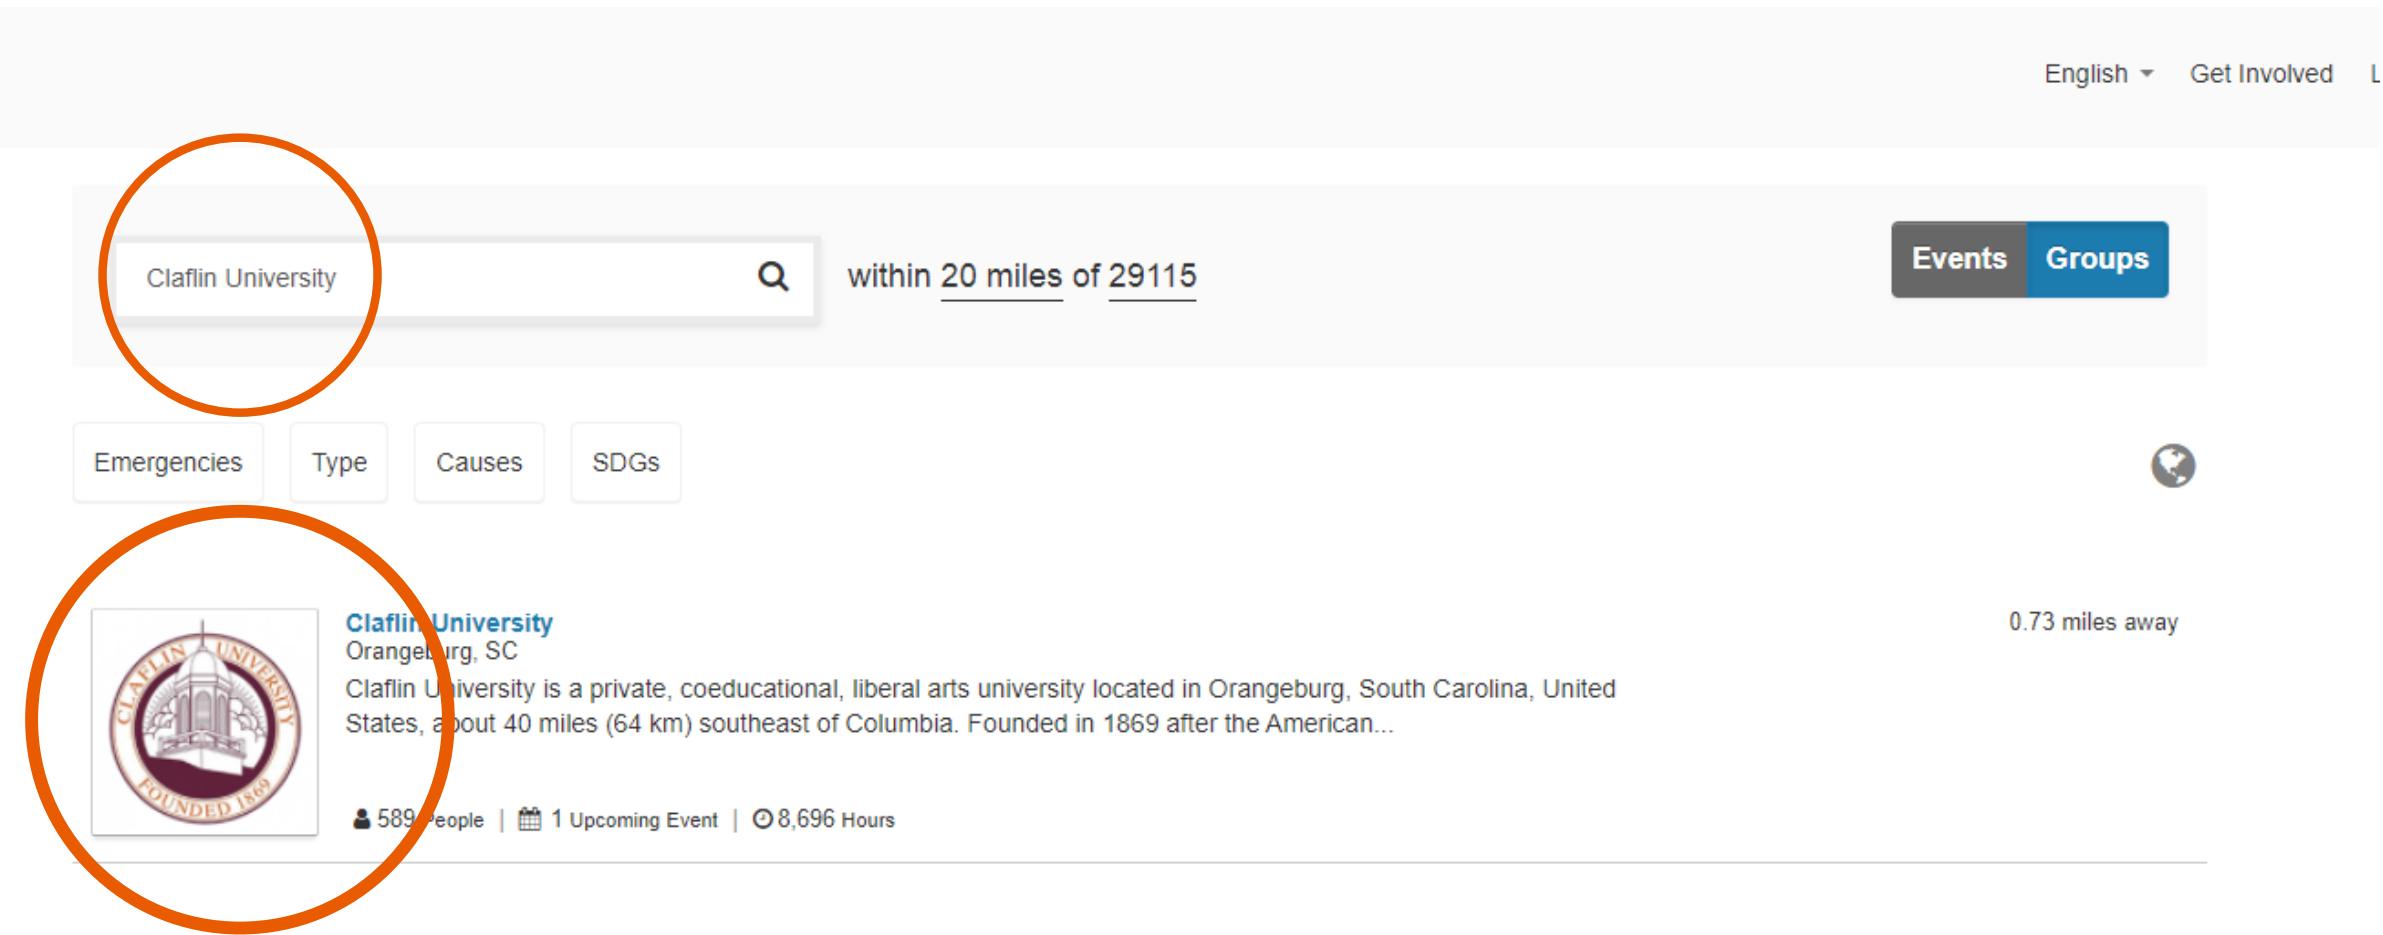 English Get Involved L
Claflin University within 20 miles of 29115 Events Groups
Emergencies Type Causes SDGs
CLAFLIN UNIVERSITY
FOUNDED 1869
Claflin University 0.73 miles away
Orangeburg, SC
Claflin University is a private, coeducational, liberal arts university located in Orangeburg, South Carolina, United
States, about 40 miles (64 km) southeast of Columbia. Founded in 1869 after the American...
589 People | 1 Upcoming Event | 8,696 Hours